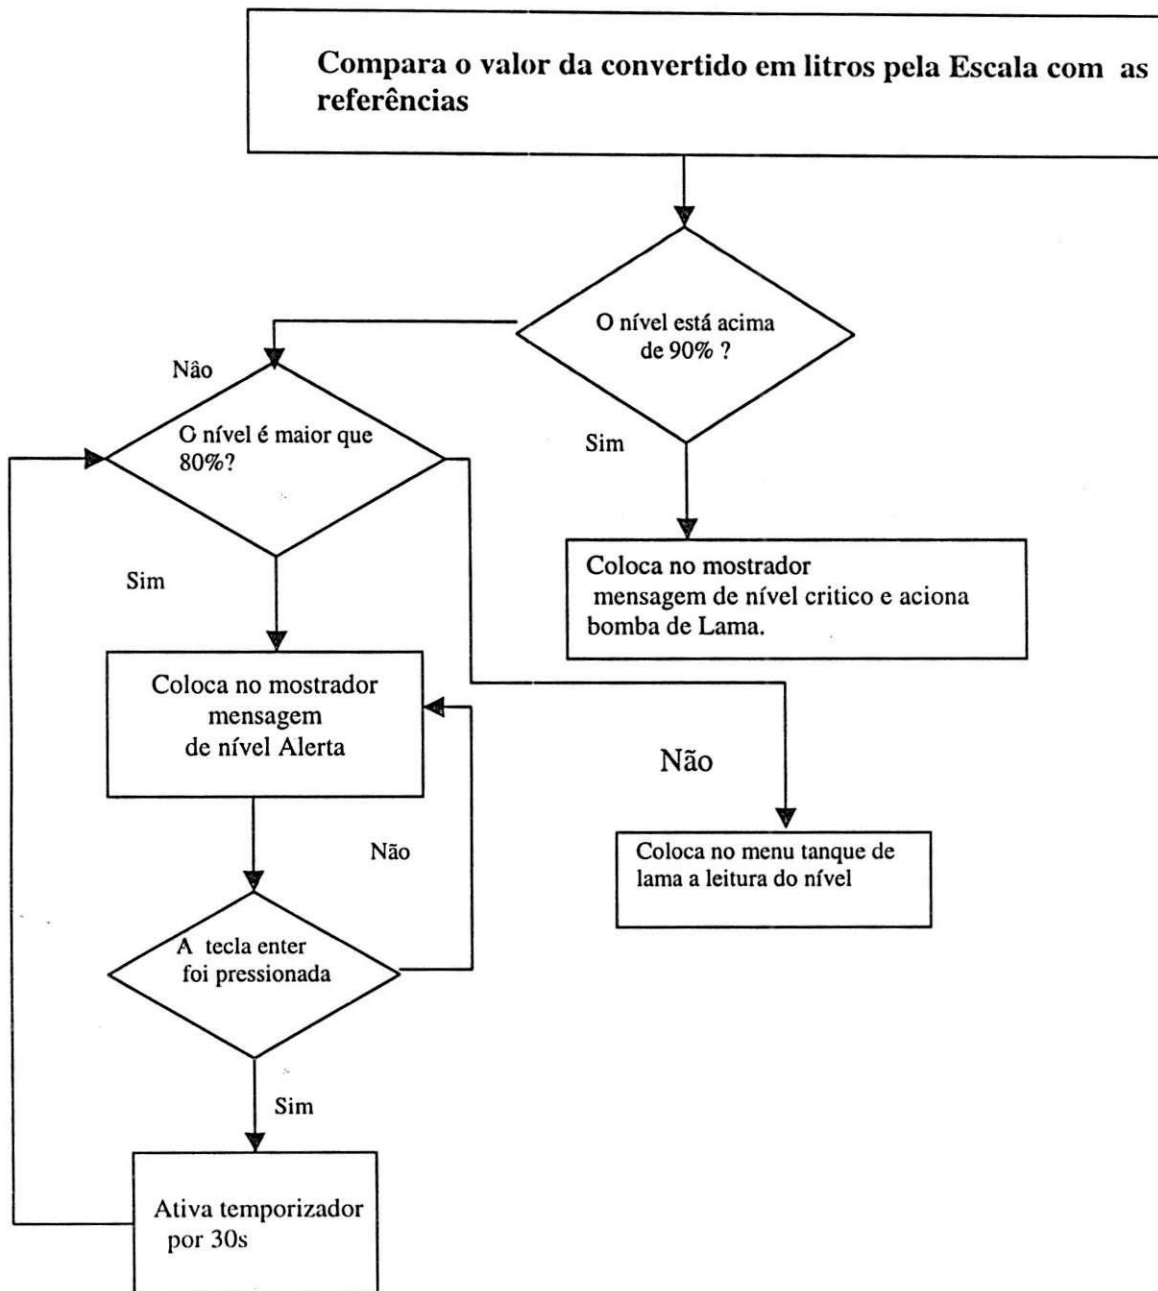 Compara o valor da convertido em litros pela Escala com as
referências
O nível está acima
de 90% ?
Não
O nível é maior que
80%?
Sim
Sim
Coloca no mostrador
mensagem de nível critico e aciona
bomba de Lama.
Coloca no mostrador
mensagem
de nível Alerta
Não
Não
Coloca no menu tanque de
lama a leitura do nível
A tecla enter
foi pressionada
Sim
Ativa temporizador
por 30s